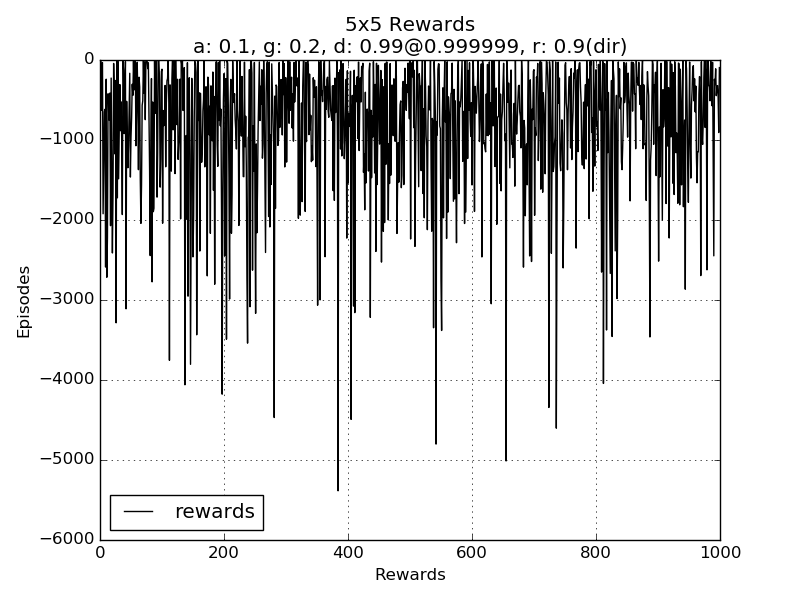 5x5 Rewards
a: 0.1, g: 0.2, d: 0.99@0.999999, r: 0.9(dir)
0
−1000
−2000
−3000
−4000
−5000
−6000
Episodes
rewards
0 200 400 600 800 1000
Rewards